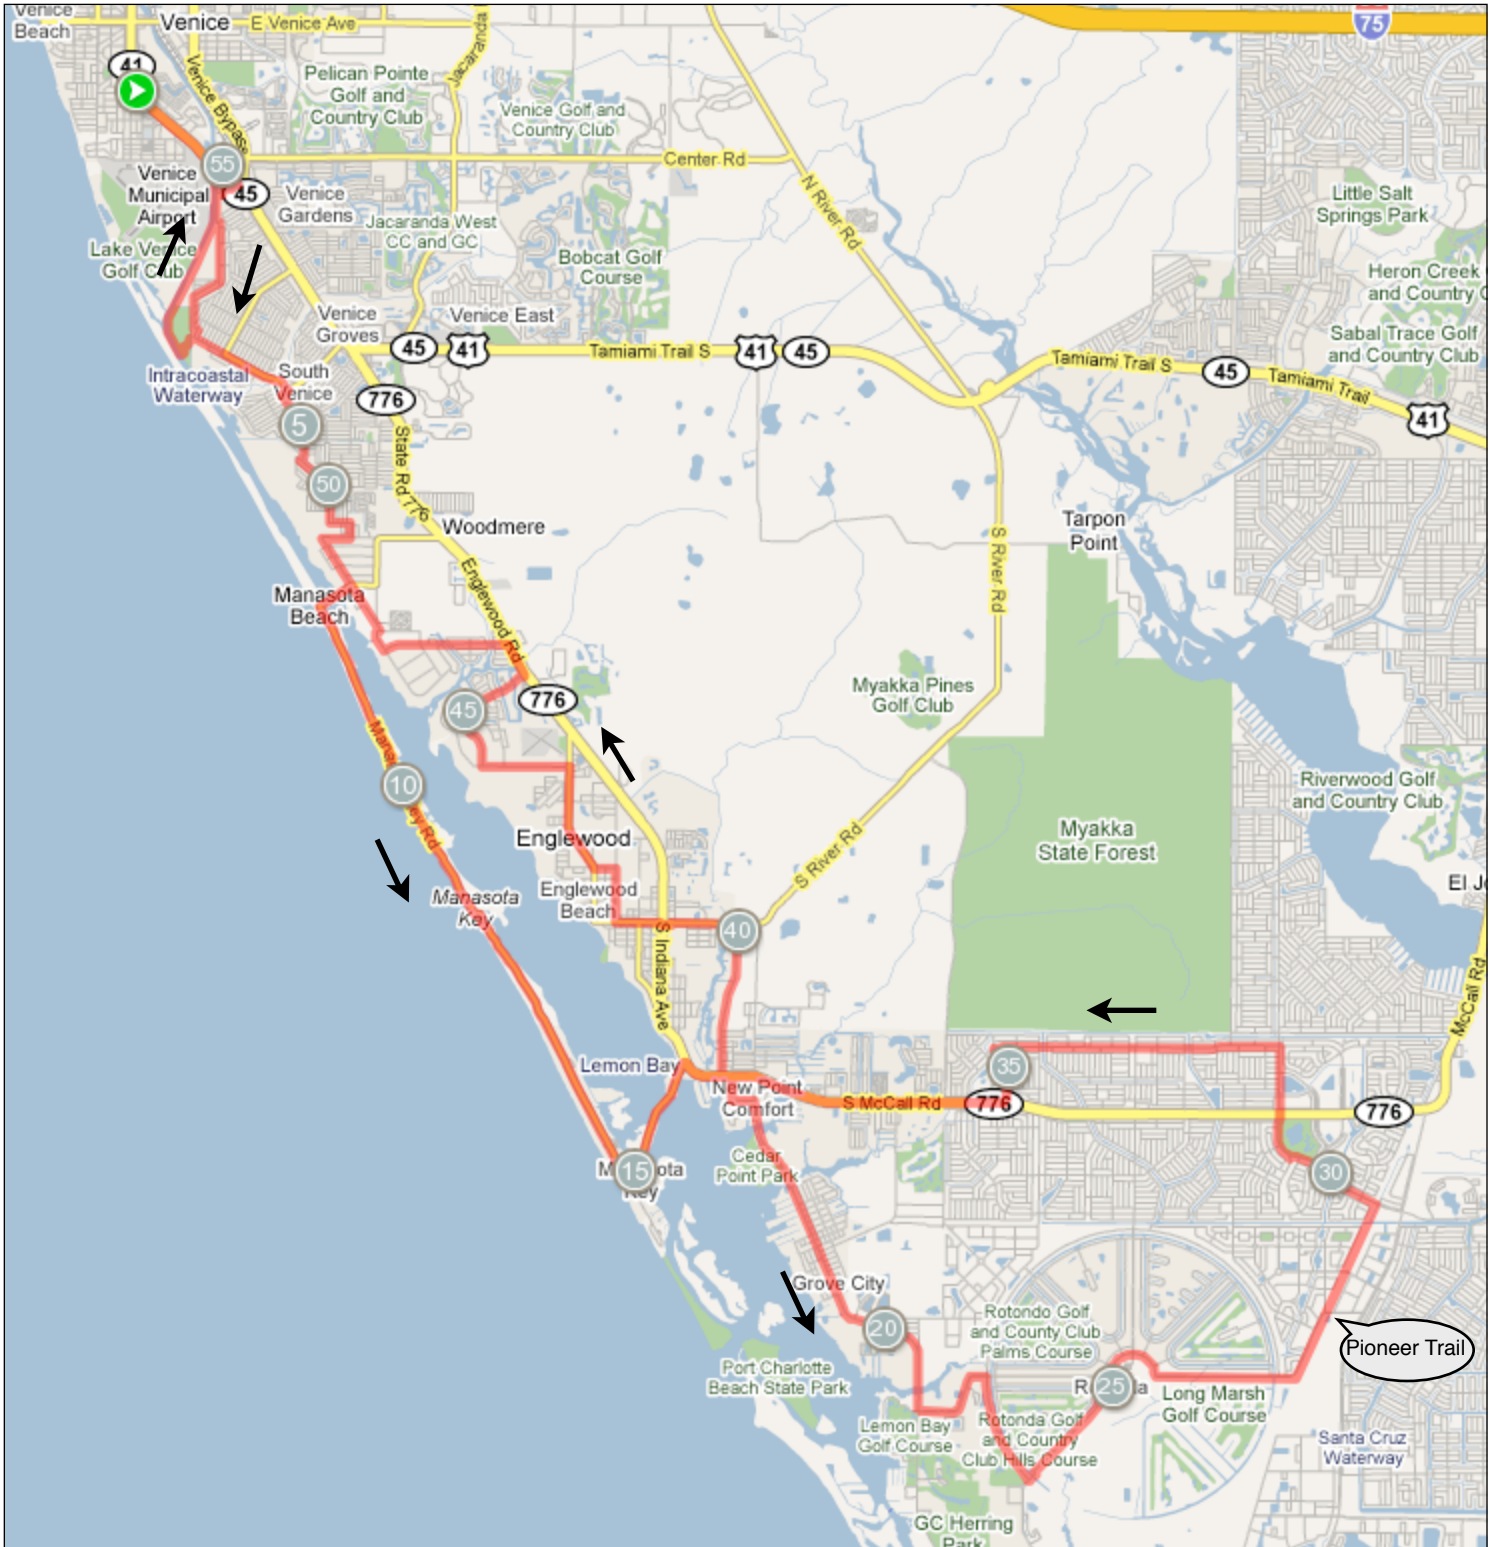 Venice
Beach
Venice
E Venice Ave
Jacaranda
75
41
Venice Bypass
Pelican Pointe
Golf and
Country Club
Venice Golf and
Country Club
55
Center Rd
Venice
Municipal
Airport
45
Venice
Gardens
N River Rd
Little Salt
Springs Park
Jacaranda West
CC and GC
Lake Venice
Golf Club
Bobcat Golf
Course
Heron Creek
and Country
Venice
Groves
Venice East
45
41
Tamiami Trail S
41
45
Tamiami Trail S
45
Tamiami Trail
41
Sabal Trace Golf
and Country Club
Intracoastal
Waterway
South
Venice
776
5
State Rd 776
50
Woodmere
S River Rd
Tarpon
Point
Englewood Rd
Manasota
Beach
776
45
Myakka Pines
Golf Club
Mana
10
ey Rd
Riverwood Golf
and Country Club
Englewood
S River Rd
Myakka
State Forest
Manasota
Key
Englewood
Beach
El J
40
S Indiana Ave
McCall Rd
Lemon Bay
35
New Point
Comfort
S McCall Rd
776
776
Cedar
Point Park
15
M
ota
Key
30
Grove City
20
Rotondo Golf
and County Club
Palms Course
Pioneer Trail
Port Charlotte
Beach State Park
R
25
da
Long Marsh
Golf Course
Lemon Bay
Golf Course
Rotonda Golf
and Country
Club Hills Course
Santa Cruz
Waterway
GC Herring
Park